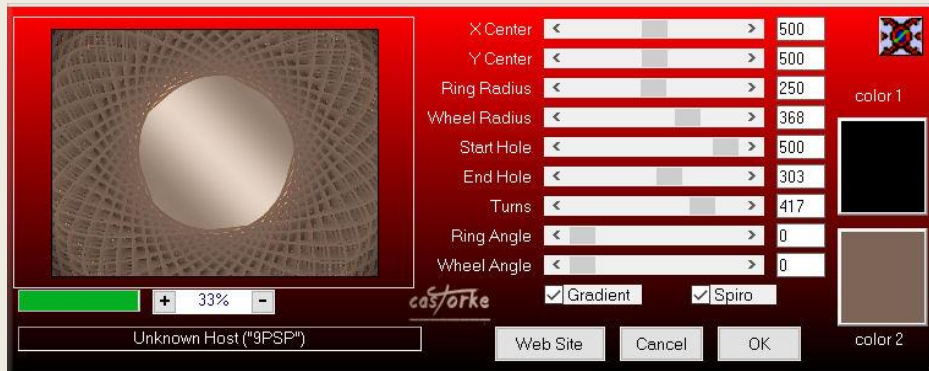 X Center < > 500
Y Center < > 500
Ring Radius < > 250
color 1
Wheel Radius < > 368
Start Hole < > 500
End Hole < > 303
Turns < > 417
Ring Angle < > 0
Wheel Angle < > 0
+ 33% -
castorke
Gradient
Spiro
Unknown Host ("9PSP")
Web Site
Cancel
OK
color 2